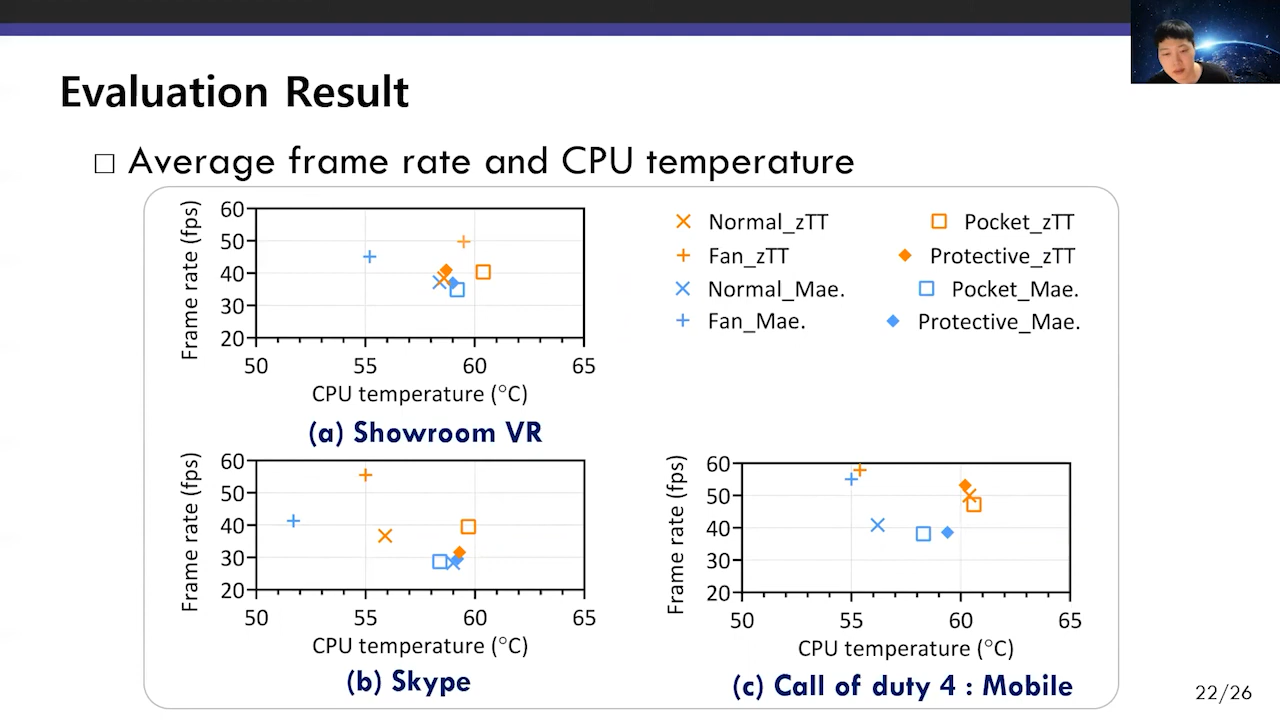 Evaluation Result
□ Average frame rate and CPU temperature
Frame rate (fps)
60
50
40
30
20
50 55 60 65
CPU temperature (°C)
(a) Showroom VR
Normal_zTT Pocket_zTT
Fan_zTT Protective_zTT
Normal_Mae. Pocket_Mae.
Fan_Mae. Protective_Mae.
Frame rate (fps)
60
50
40
30
20
50 55 60 65
CPU temperature (°C)
(b) Skype
Frame rate (fps)
60
50
40
30
20
50 55 60 65
CPU temperature (°C)
(c) Call of duty 4 : Mobile
22/26